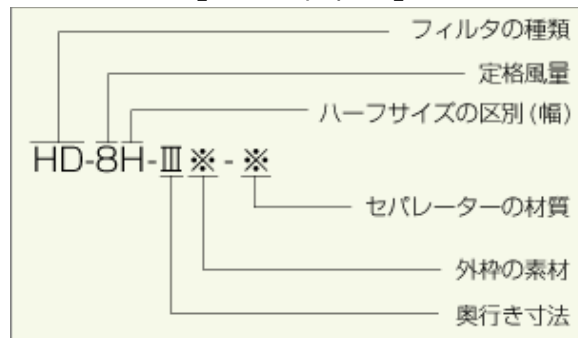 フィルタの種類
定格風量
ハーフサイズの区別(幅)
HD-8H-Ⅲ※-※
セパレーターの材質
外枠の素材
奥行き寸法